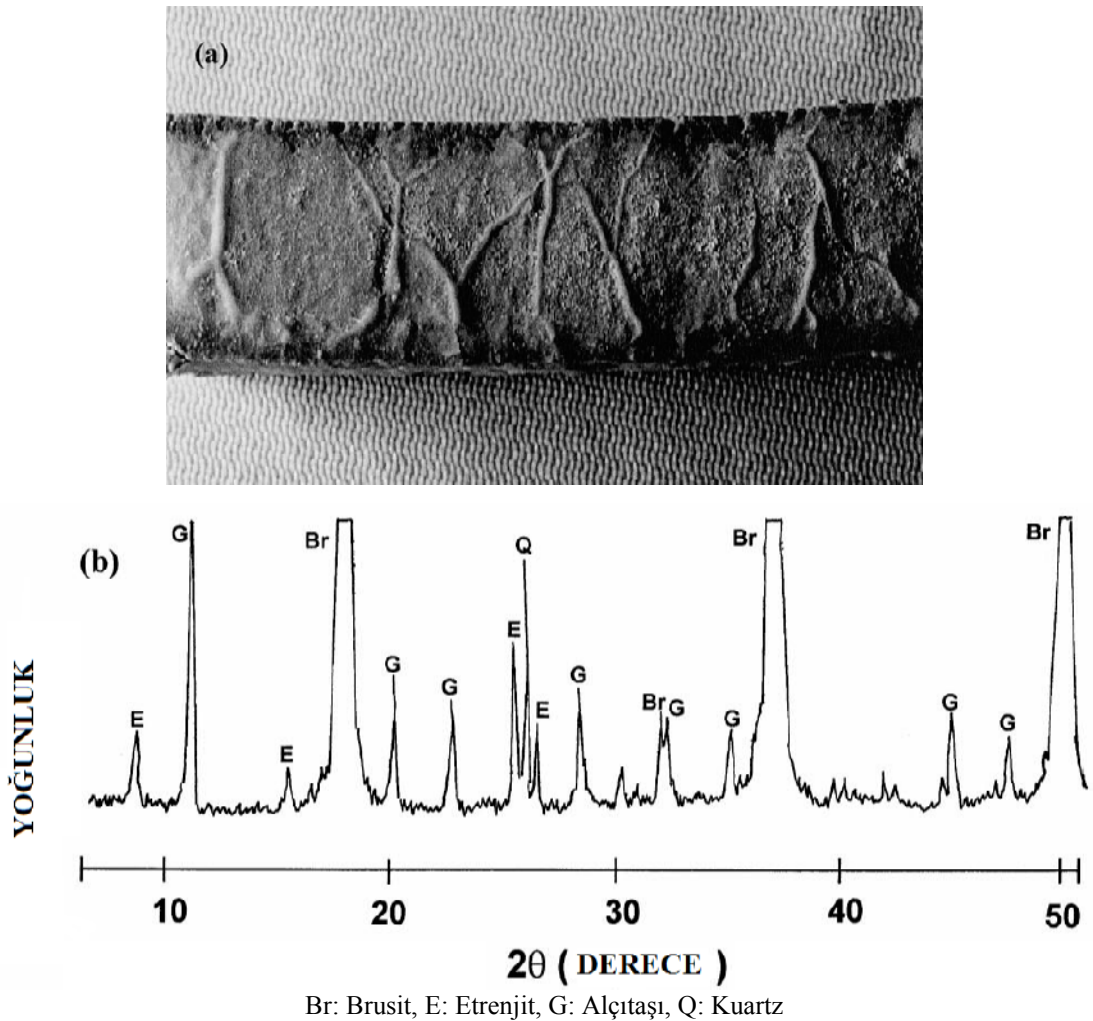 (a)
(b)
G Br Q Br Br
E G G E G Br G G G G
E E
YOĞUNLUK
10 20 30 40 50
2θ ( DERECE )
Br: Brusit, E: Etrenjit, G: Alçıtaşı, Q: Kuartz